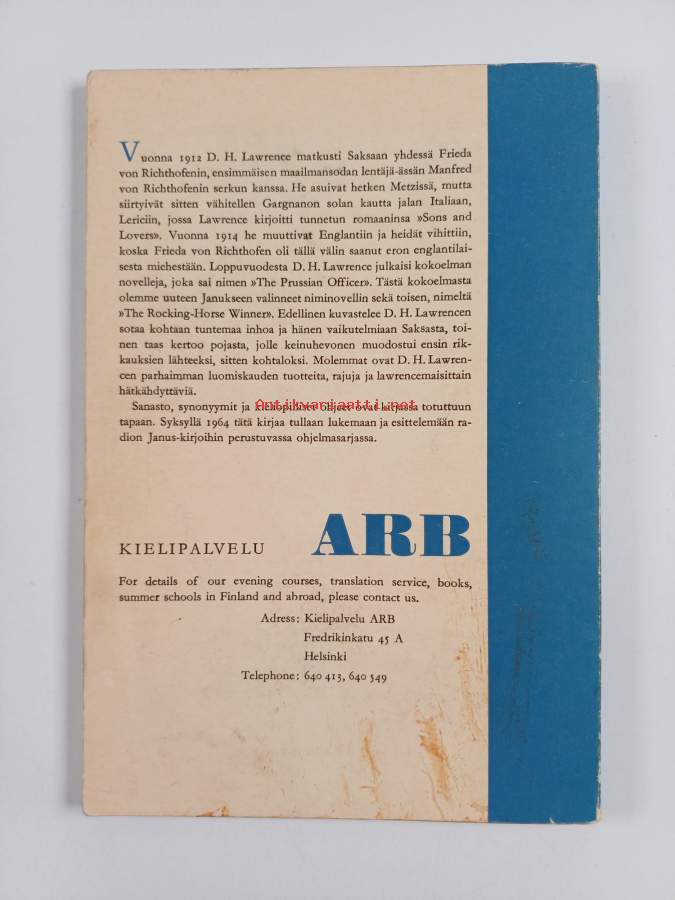 Vuonna 1912 D. H. Lawrence matkusti Saksaan yhdessä Frieda
von Richthofenin, ensimmäisen maailmansodan lentäjä-ässän Manfred
von Richthofenin serkun kanssa. He asuivat hetken Metzissä, mutta
siirtyivät sitten vähitellen Gargnanon solan kautta jalan Italiaan,
Lericiin, jossa Lawrence kirjoitti tunnetun romaaninsa »Sons and
Lovers». Vuonna 1914 he muuttivat Englantiin ja heidät vihittiin,
koska Frieda von Richthofen oli tällä välin saanut eron englantilai-
sesta miehestään. Loppuvuodesta D. H. Lawrence julkaisi kokoelman
novelleja, joka sai nimen »The Prussian Officer». Tästä kokoelmasta
olemme uuteen Janukseen valinneet niminovellin sekä toisen, nimeltä
»The Rocking-Horse Winner». Edellinen kuvastelee D. H. Lawrencen
sotaa kohtaan tuntemaa inhoa ja hänen vaikutelmiaan Saksasta, toi-
nen taas kertoo pojasta, jolle keinuhevonen muodostui ensin rik-
kauksien lähteeksi, sitten kohtaloksi. Molemmat ovat D. H. Lawren-
cen parhaimman luomiskauden tuotteita, rajuja ja lawrencemaisittain
hätkähdyttäviä.
Antikvariaatti.net
Sanasto, synonyymit ja kieliopilliset ohjeet ovat kirjassa totuttuun
tapaan. Syksyllä 1964 tätä kirjaa tullaan lukemaan ja esittelemään ra-
dion Janus-kirjoihin perustuvassa ohjelmasarjassa.
KIELIPALVELU ARB
For details of our evening courses, translation service, books,
summer schools in Finland and abroad, please contact us.
Adress: Kielipalvelu ARB
Fredrikinkatu 45 A
Helsinki
Telephone: 640 413, 640 549